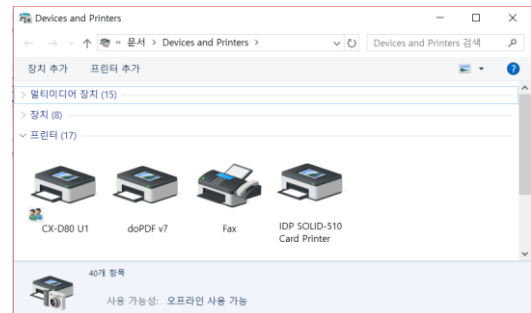 Devices and Printers
« 문서 > Devices and Printers >
Devices and Printers 검색
장치 추가 프린터 추가
멀티미디어 장치 (15)
장치 (8)
프린터 (17)
CX-D80 U1 doPDF v7 Fax IDP SOLID-510
Card Printer
40개 항목
사용 가능성: 오프라인 사용 가능